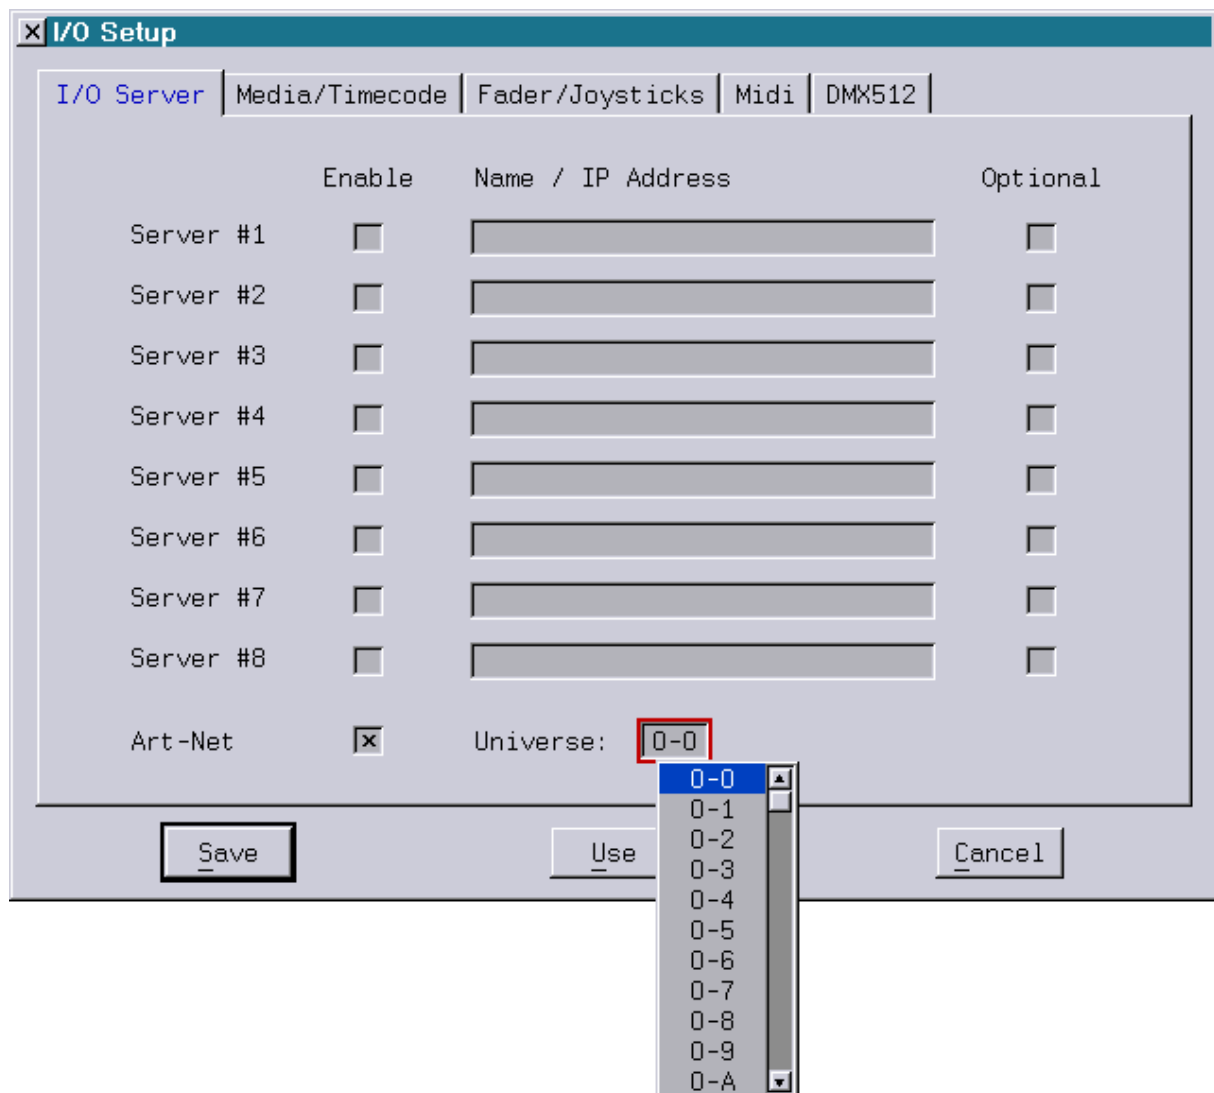 I/O Setup
I/O Server Media/Timecode Fader/Joysticks Midi DMX512
Enable Name / IP Address Optional
Server #1
Server #2
Server #3
Server #4
Server #5
Server #6
Server #7
Server #8
Art-Net Universe: 0-0
0-0
0-1
0-2
Save Use Cancel
0-3
0-4
0-5
0-6
0-7
0-8
0-9
0-A